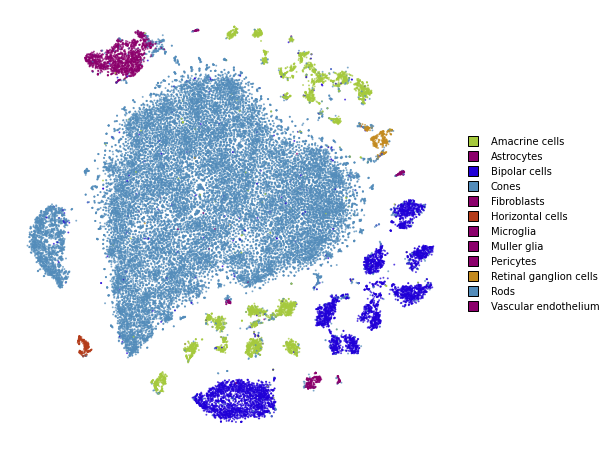 Amacrine cells
Astrocytes
Bipolar cells
Cones
Fibroblasts
Horizontal cells
Microglia
Muller glia
Pericytes
Retinal ganglion cells
Rods
Vascular endothelium